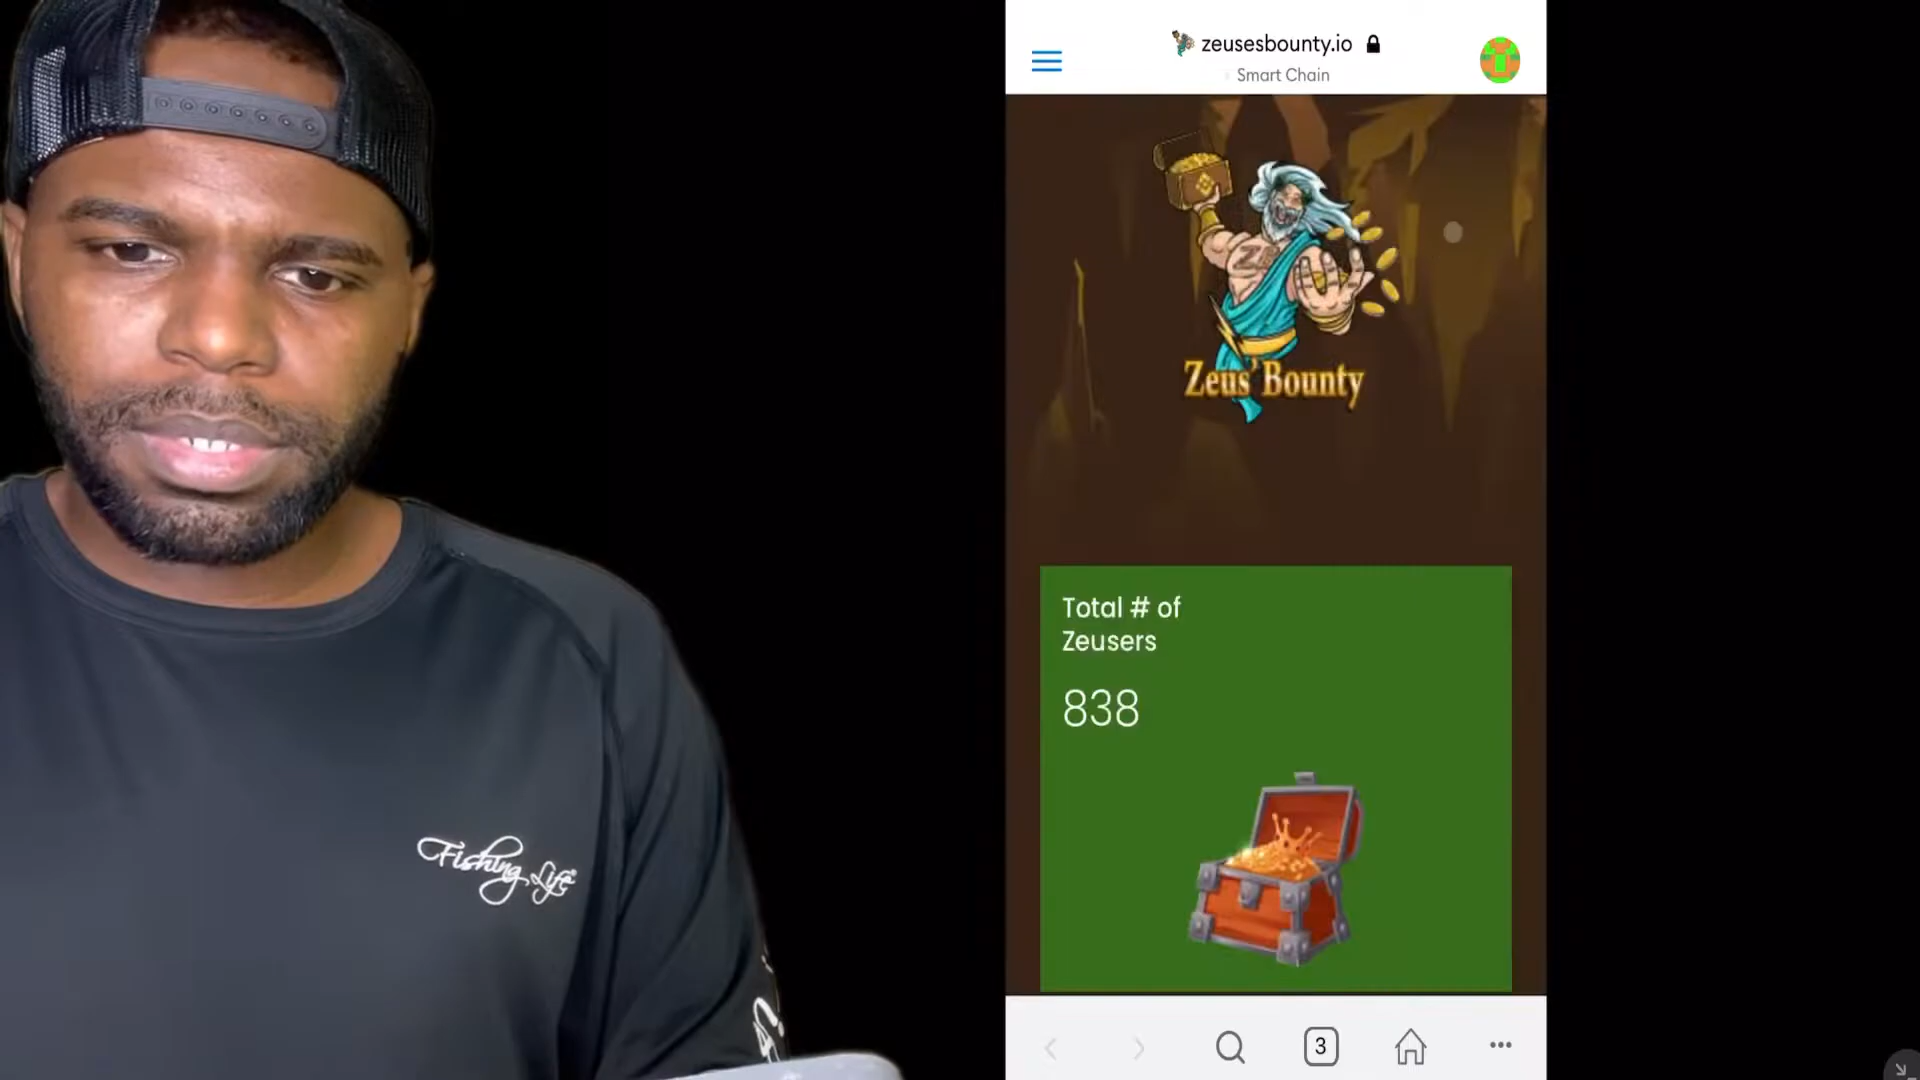 zeusesbounty.io
Smart Chain
Zeus' Bounty
Total # of
Zeusers
838
Fishing Life
3